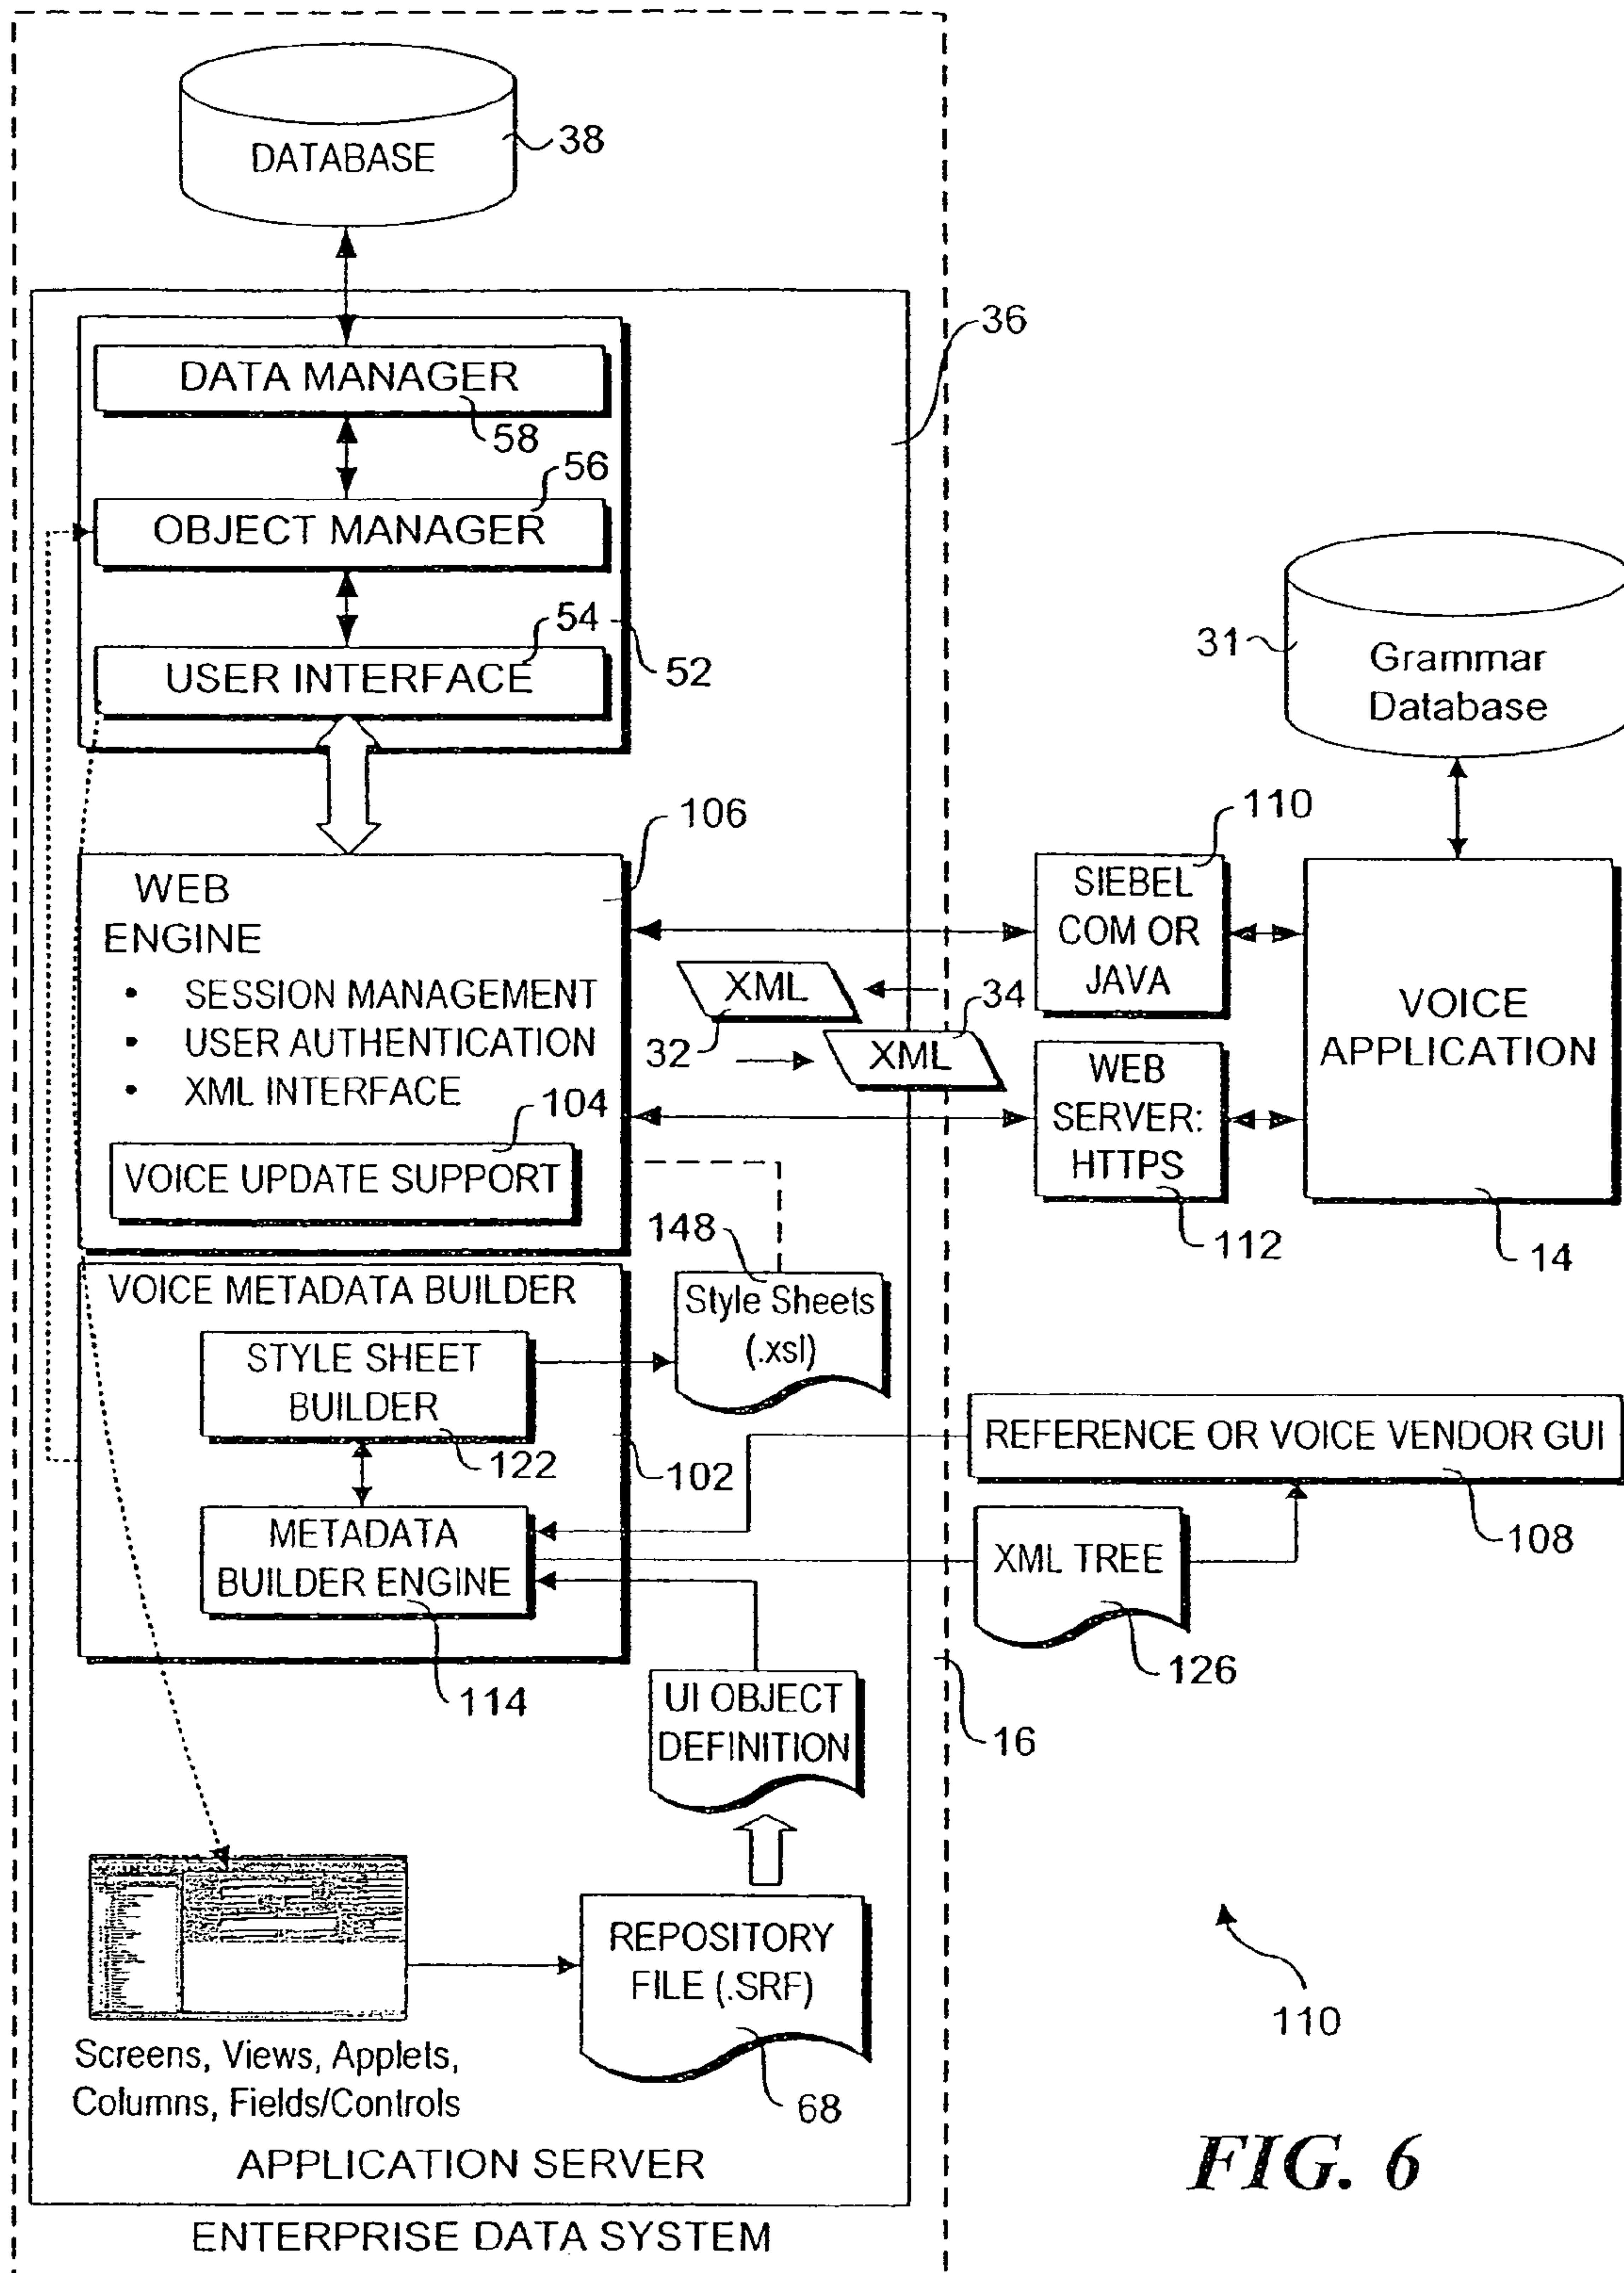 DATABASE
38
36
DATA MANAGER
58
56
OBJECT MANAGER
54
USER INTERFACE
52
31
Grammar
Database
106
110
WEB
ENGINE
• SESSION MANAGEMENT
• USER AUTHENTICATION
• XML INTERFACE
104
VOICE UPDATE SUPPORT
XML
32
34
XML
SIEBEL
COM OR
JAVA
WEB
SERVER:
HTTPS
112
VOICE
APPLICATION
14
148
Style Sheets
(.xsl)
VOICE METADATA BUILDER
STYLE SHEET
BUILDER
122
102
METADATA
BUILDER ENGINE
114
REFERENCE OR VOICE VENDOR GUI
108
XML TREE
126
UI OBJECT
DEFINITION
16
REPOSITORY
FILE (.SRF)
68
Screens, Views, Applets,
Columns, Fields/Controls
APPLICATION SERVER
ENTERPRISE DATA SYSTEM
110
FIG. 6